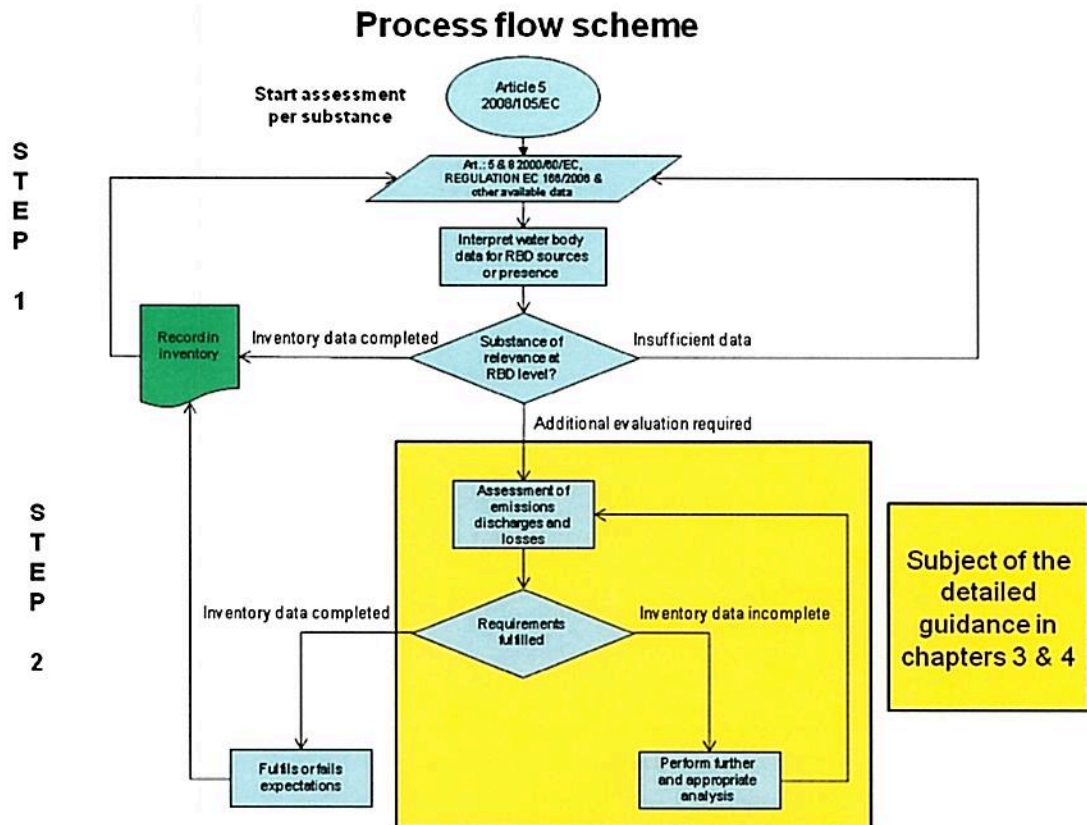 Process flow scheme
Article 5
2008/105/EC
Start assessment
per substance
Art.: 5 & 8 2000/60/EC,
REGULATION EC 166/2006 &
other available data
S
T
E
P
1
Interpret water body
data for RBD sources
or presence
Record in
inventory
Inventory data completed
Substance of
relevance at
RBD level?
Insufficient data
Additional evaluation required
S
T
E
P
2
Assessment of
emissions
discharges and
losses
Subject of the
detailed
guidance in
chapters 3 & 4
Inventory data completed
Requirements
fulfilled
Inventory data incomplete
Fulfils or fails
expectations
Perform further
and appropriate
analysis